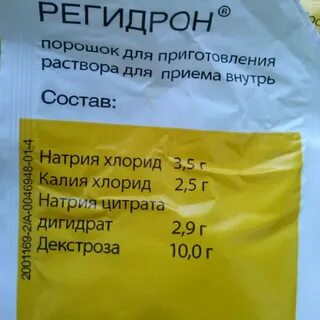 РЕГИДРОН®
порошок для приготовления
раствора для приема внутрь
Состав:
Натрия хлорид 3,5 г
Калия хлорид 2,5 г
Натрия цитрата
дигидрат 2,9 г
Декстроза 10,0 г
2001169-2/A-0046948-01-4